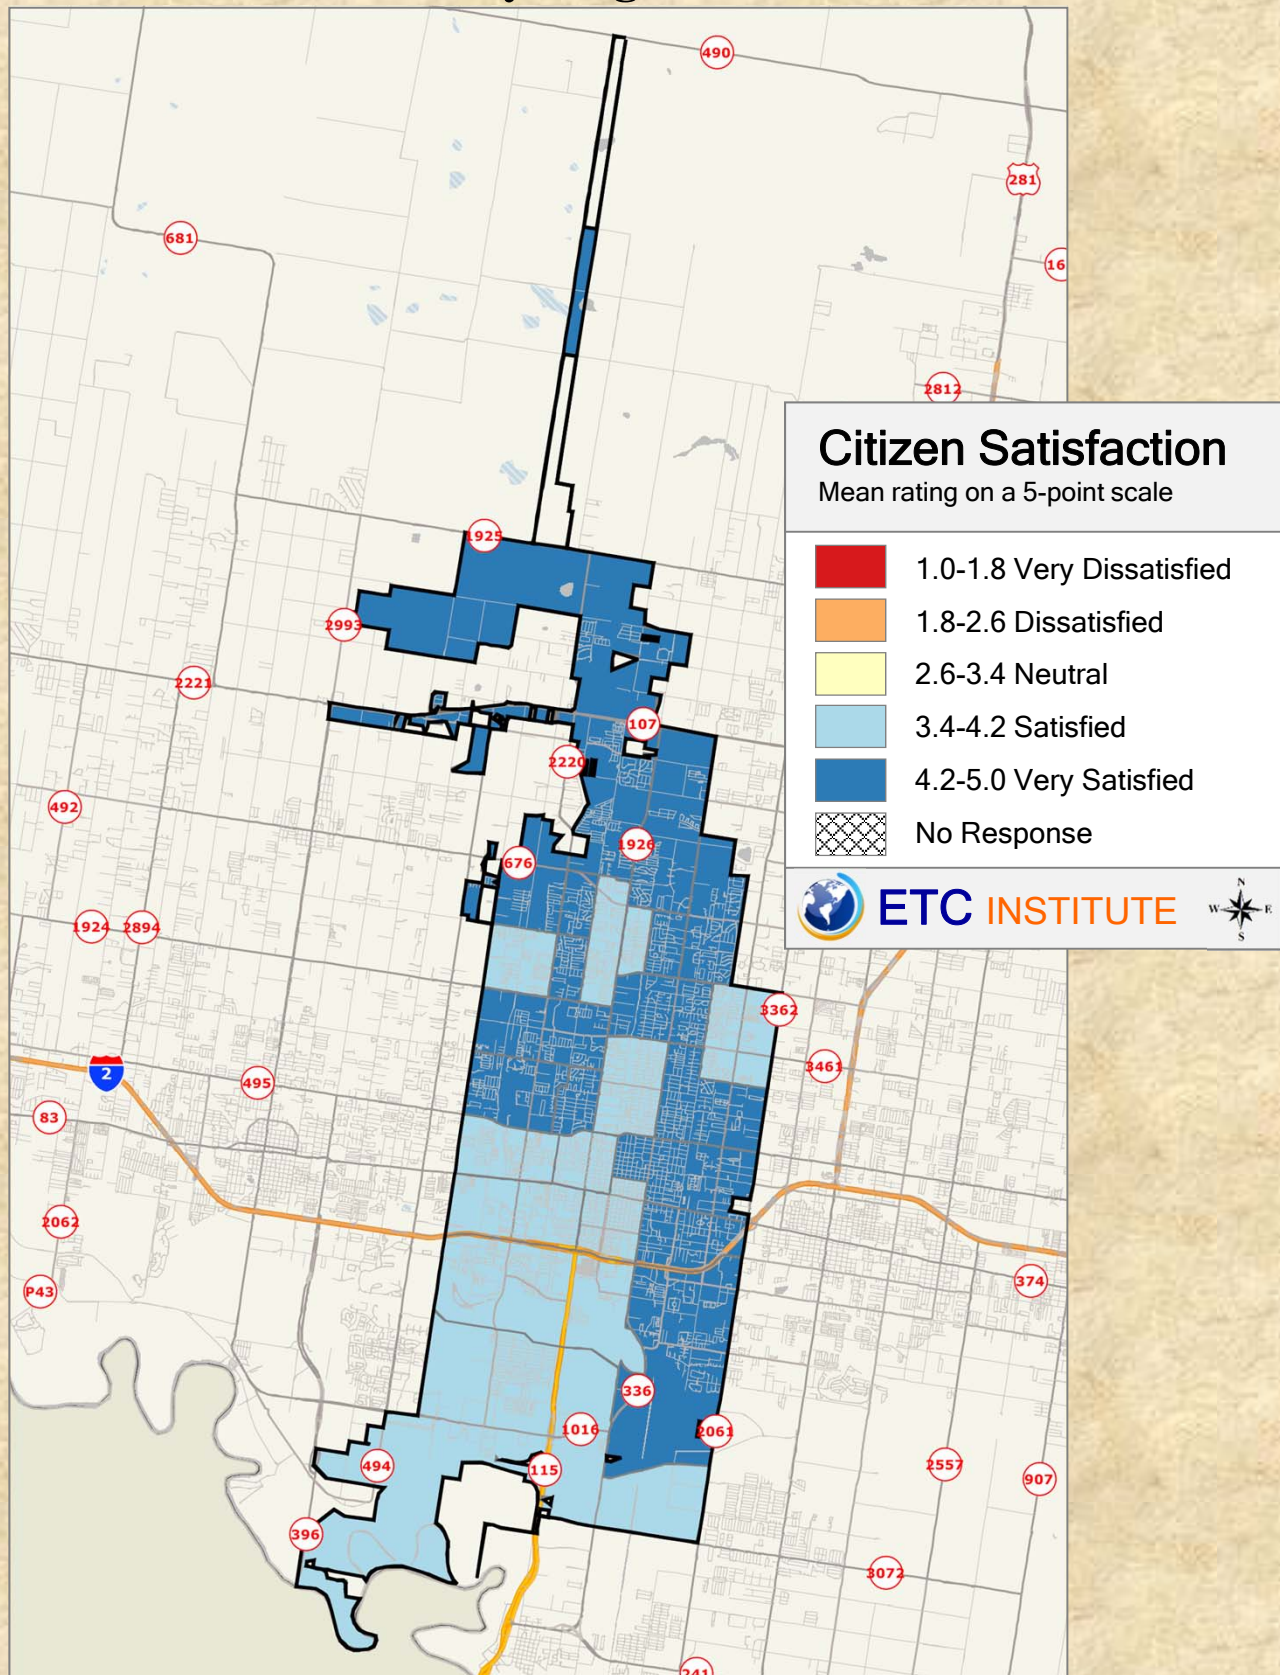 490
281
681
16
2812
Citizen Satisfaction
Mean rating on a 5-point scale
1.0-1.8 Very Dissatisfied
1.8-2.6 Dissatisfied
2.6-3.4 Neutral
3.4-4.2 Satisfied
4.2-5.0 Very Satisfied
No Response
ETC INSTITUTE
N
W
E
S
1925
2993
2221
107
2220
492
1926
676
1924
2894
3362
3461
2
495
83
2062
P43
374
336
1016
2061
494
115
2557
907
396
3072
241